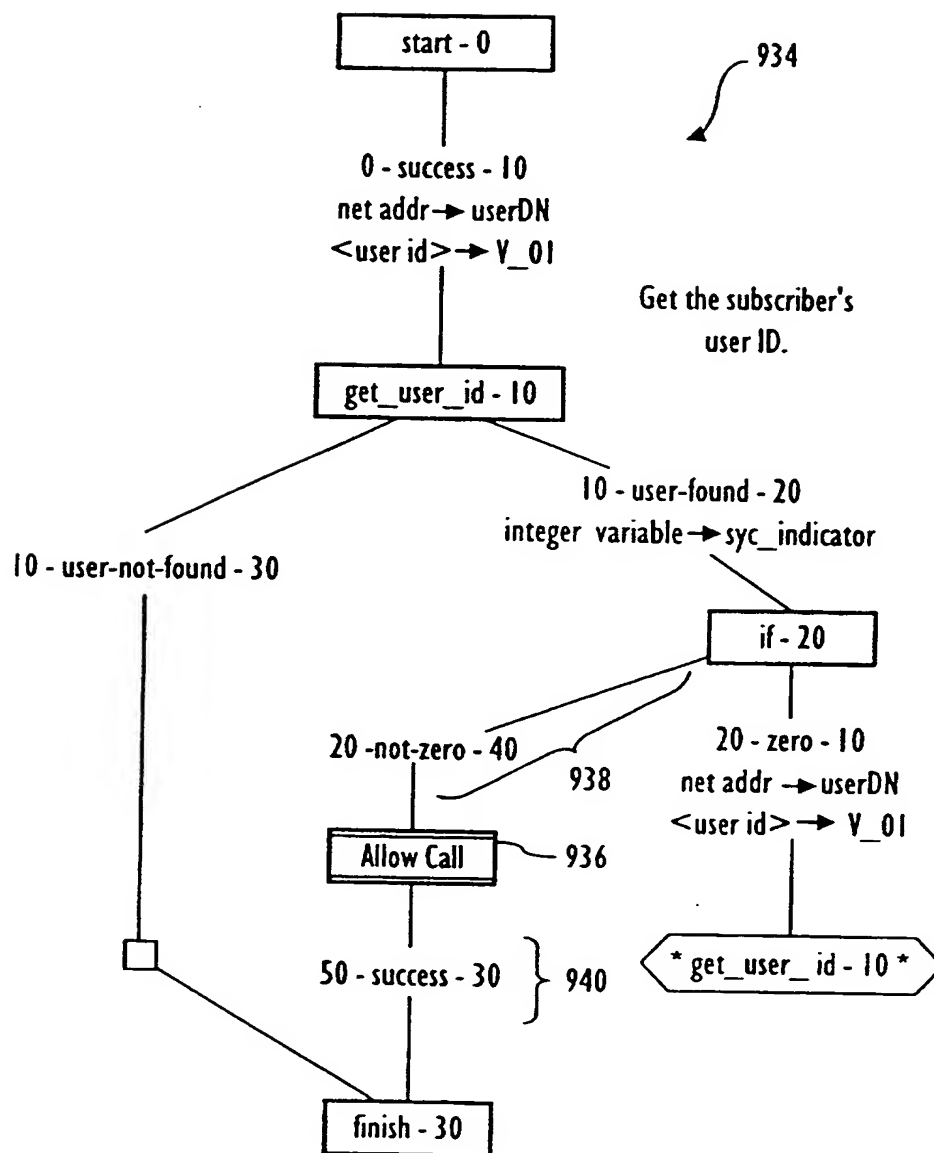 start - 0
934
0 - success - 10
net addr→ userDN
<user id>→ V_01
Get the subscriber's
user ID.
get_user_id - 10
10 - user-found - 20
integer variable→ syc_indicator
10 - user-not-found - 30
if - 20
20 -not-zero - 40
938
20 - zero - 10
net addr →userDN
<user id> → V_01
Allow Call
936
50 - success - 30
940
* get_user_ id - 10 *
finish - 30